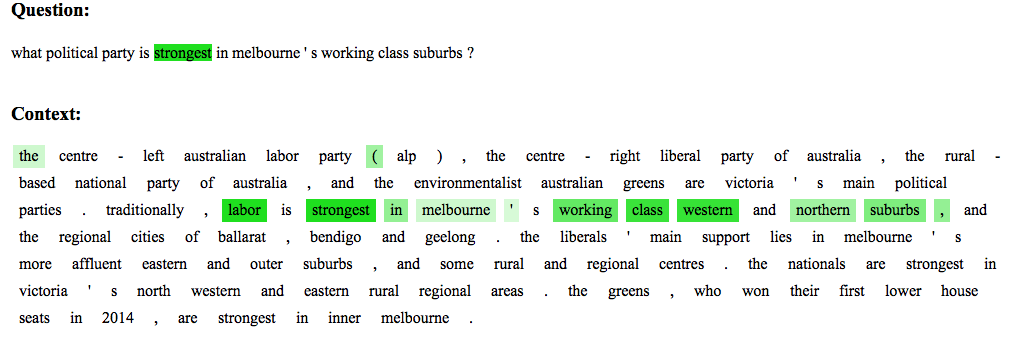 Question:
what political party is strongest in melbourne ' s working class suburbs ?
Context:
the centre - left australian labor party ( alp ) , the centre - right liberal party of australia , the rural -
based national party of australia , and the environmentalist australian greens are victoria ' s main political
parties . traditionally , labor is strongest in melbourne ' s working class western and northern suburbs , and
the regional cities of ballarat , bendigo and geelong . the liberals ' main support lies in melbourne ' s
more affluent eastern and outer suburbs , and some rural and regional centres . the nationals are strongest in
victoria ' s north western and eastern rural regional areas . the greens , who won their first lower house
seats in 2014 , are strongest in inner melbourne .